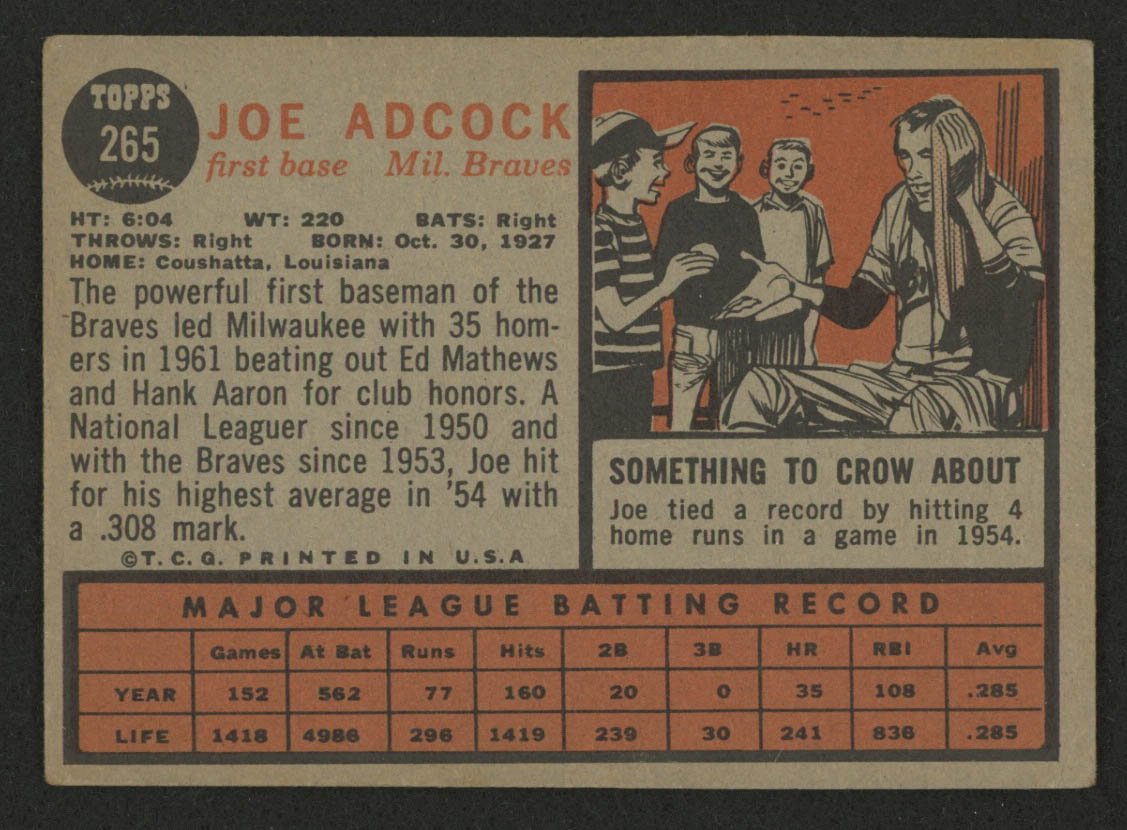 TOPPS
265
JOE ADCOCK
first base Mil. Braves
HT: 6:04 WT: 220 BATS: Right
THROWS: Right BORN: Oct. 30, 1927
HOME: Coushatta, Louisiana
The powerful first baseman of the
Braves led Milwaukee with 35 hom-
ers in 1961 beating out Ed Mathews
and Hank Aaron for club honors. A
National Leaguer since 1950 and
with the Braves since 1953, Joe hit
for his highest average in '54 with
a .308 mark.
©T.C.G. PRINTED IN U.S.A
SOMETHING TO CROW ABOUT
Joe tied a record by hitting 4
home runs in a game in 1954.
MAJOR LEAGUE BATTING RECORD
Games At Bat Runs Hits 2B 3B HR RBI Avg
YEAR 152 562 77 160 20 0 35 108 .285
LIFE 1418 4986 296 1419 239 30 241 836 .285